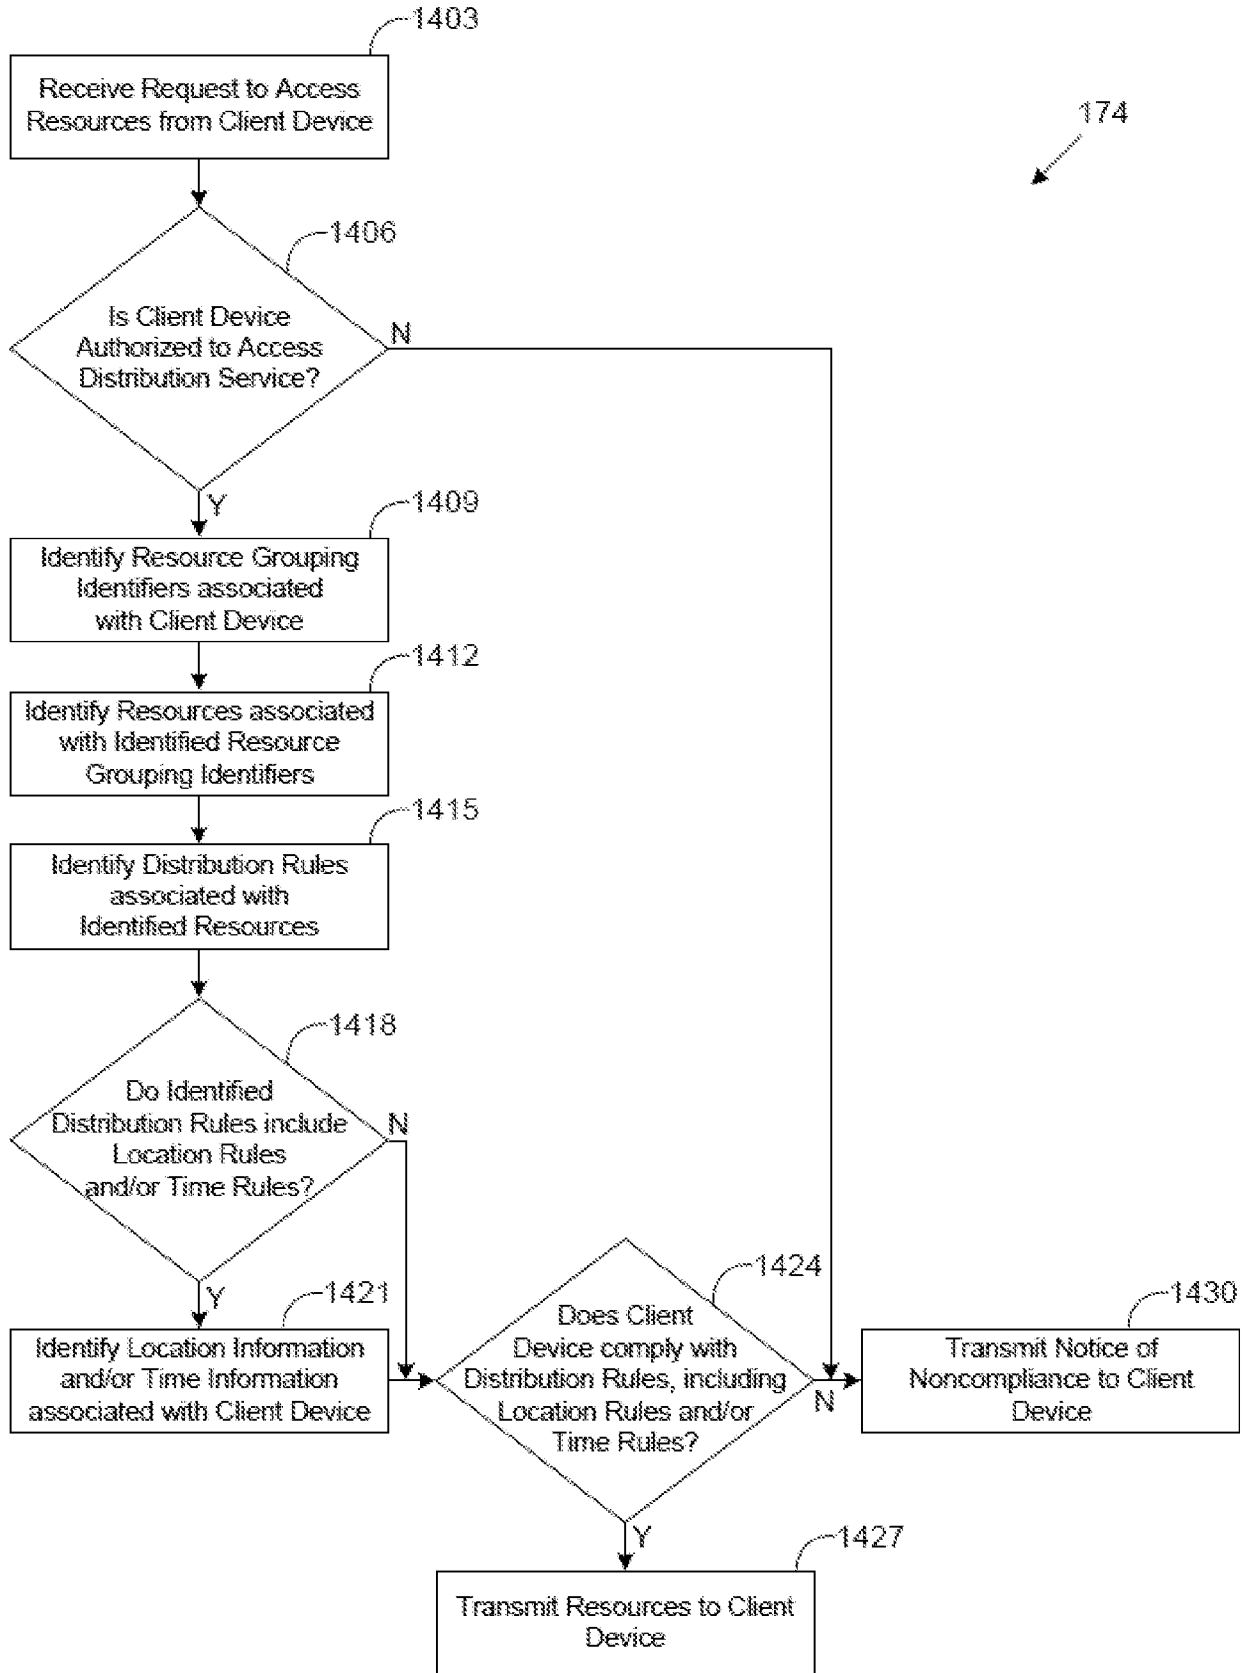 1403
Receive Request to Access
Resources from Client Device
174
1406
Is Client Device
Authorized to Access
Distribution Service?
N
Y
1409
Identify Resource Grouping
Identifiers associated
with Client Device
1412
Identify Resources associated
with Identified Resource
Grouping Identifiers
1415
Identify Distribution Rules
associated with
Identified Resources
1418
Do Identified
Distribution Rules include
Location Rules
and/or Time Rules?
N
Y
1421
Identify Location Information
and/or Time Information
associated with Client Device
1424
Does Client
Device comply with
Distribution Rules, including
Location Rules and/or
Time Rules?
N
Y
1430
Transmit Notice of
Noncompliance to Client
Device
1427
Transmit Resources to Client
Device